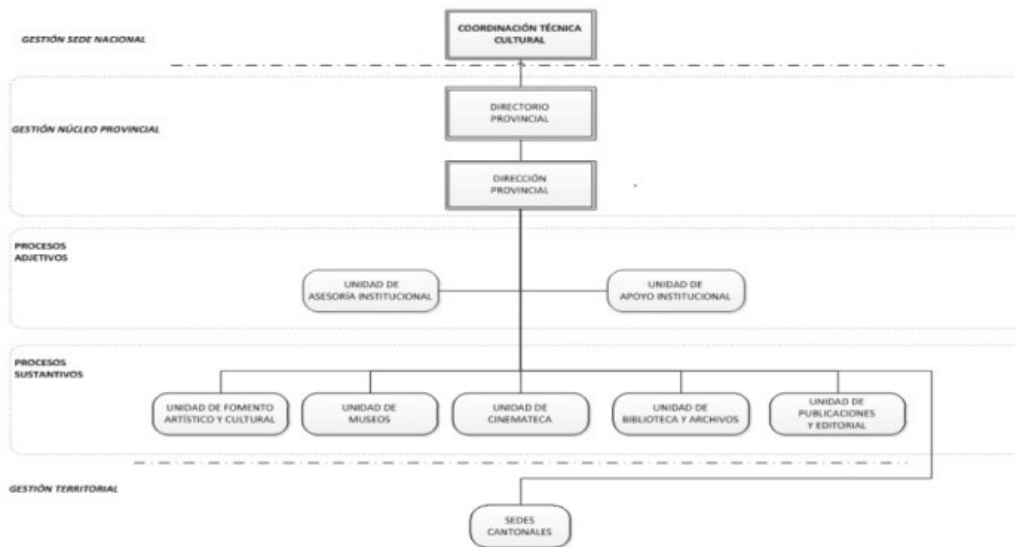 GESTIÓN SEDE NACIONAL
COORDINACIÓN TÉCNICA
CULTURAL
GESTIÓN NÚCLEO PROVINCIAL
DIRECTORIO
PROVINCIAL
DIRECCIÓN
PROVINCIAL
PROCESOS
ADJETIVOS
UNIDAD DE
ASESORÍA INSTITUCIONAL
UNIDAD DE
APOYO INSTITUCIONAL
PROCESOS
SUSTANTIVOS
UNIDAD DE FOMENTO
ARTÍSTICO Y CULTURAL
UNIDAD DE
MUSEOS
UNIDAD DE
CINEMATECA
UNIDAD DE
BIBLIOTECA Y ARCHIVOS
UNIDAD DE
PUBLICACIONES
Y EDITORIAL
GESTIÓN TERRITORIAL
SEDES
CANTONALES